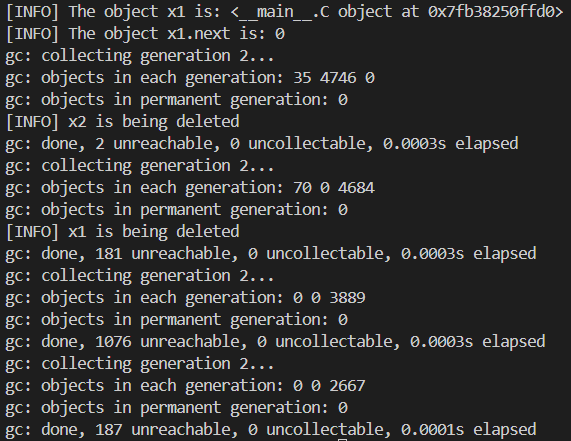 [INFO] The object x1 is: <__main__.C object at 0x7fb38250ffd0>
[INFO] The object x1.next is: 0
gc: collecting generation 2...
gc: objects in each generation: 35 4746 0
gc: objects in permanent generation: 0
[INFO] x2 is being deleted
gc: done, 2 unreachable, 0 uncollectable, 0.0003s elapsed
gc: collecting generation 2...
gc: objects in each generation: 70 0 4684
gc: objects in permanent generation: 0
[INFO] x1 is being deleted
gc: done, 181 unreachable, 0 uncollectable, 0.0003s elapsed
gc: collecting generation 2...
gc: objects in each generation: 0 0 3889
gc: objects in permanent generation: 0
gc: done, 1076 unreachable, 0 uncollectable, 0.0003s elapsed
gc: collecting generation 2...
gc: objects in each generation: 0 0 2667
gc: objects in permanent generation: 0
gc: done, 187 unreachable, 0 uncollectable, 0.0001s elapsed